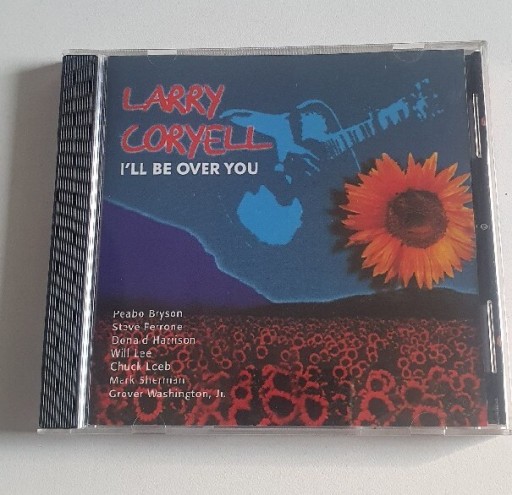 LARRY
CORYELL
I'LL BE OVER YOU
Peabo Bryson
Steve Ferrone
Donald Harrison
Will Lee
Chuck Loeb
Mark Sherman
Grover Washington, Jr.